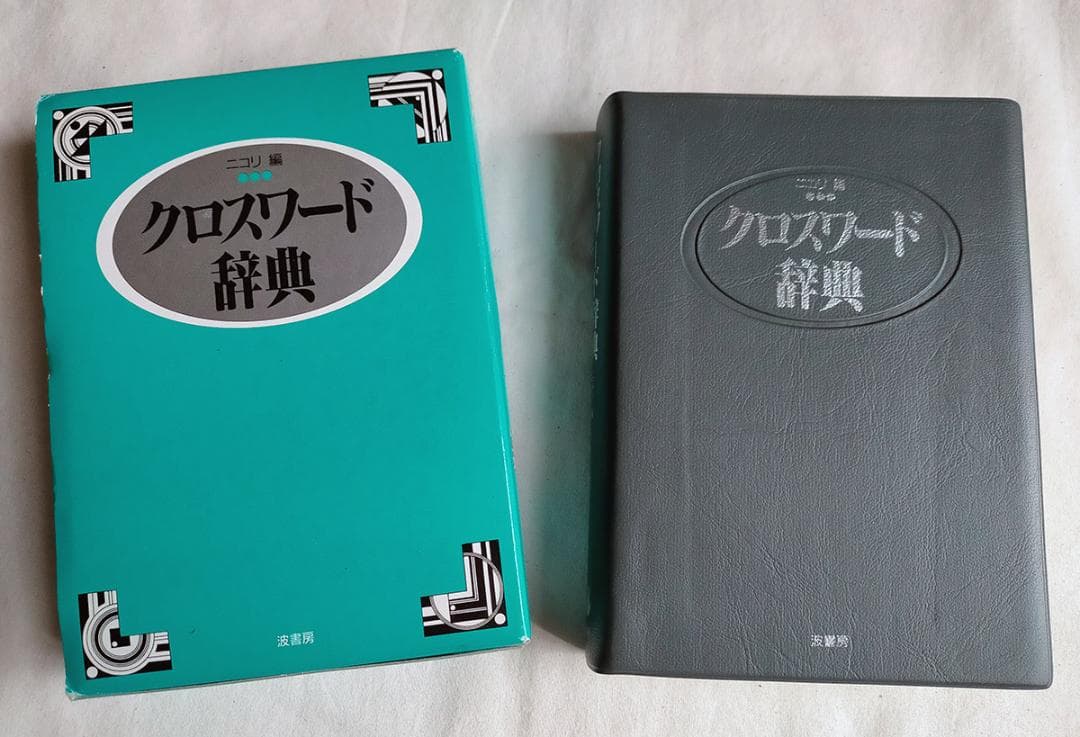 ニコリ 編
クロスワード
辞典
波書房
ニコリ 編
クロスワード
辞典
波書房